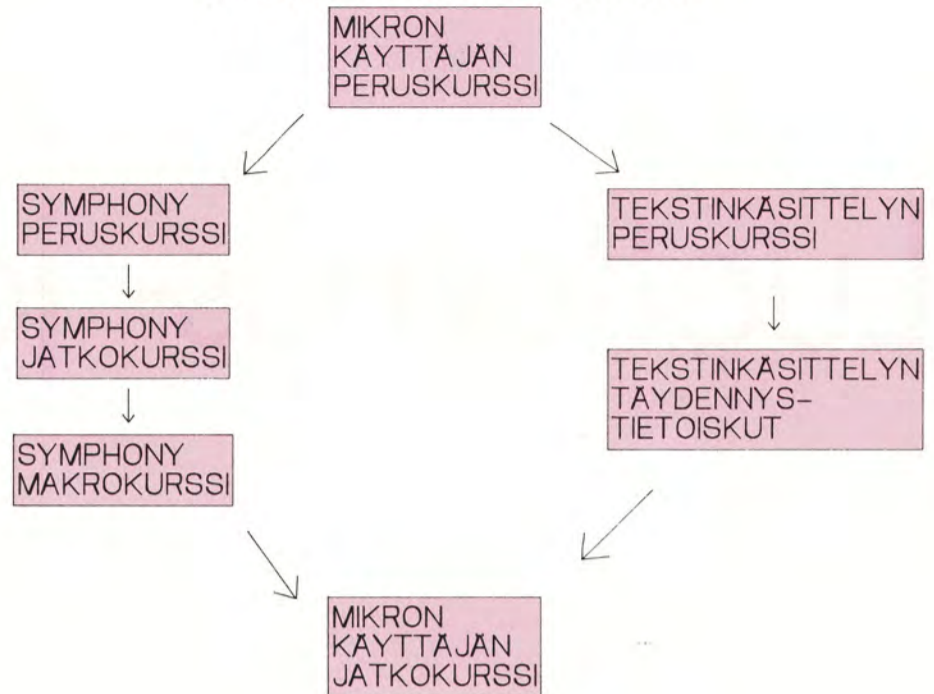 MIKRON
KÄYTTÄJÄN
PERUSKURSSI
SYMPHONY
PERUSKURSSI
TEKSTINKÄSITTELYN
PERUSKURSSI
SYMPHONY
JATKOKURSSI
TEKSTINKÄSITTELYN
TÄYDENNYS-
TIETOISKUT
SYMPHONY
MAKROKURSSI
MIKRON
KÄYTTÄJÄN
JATKOKURSSI